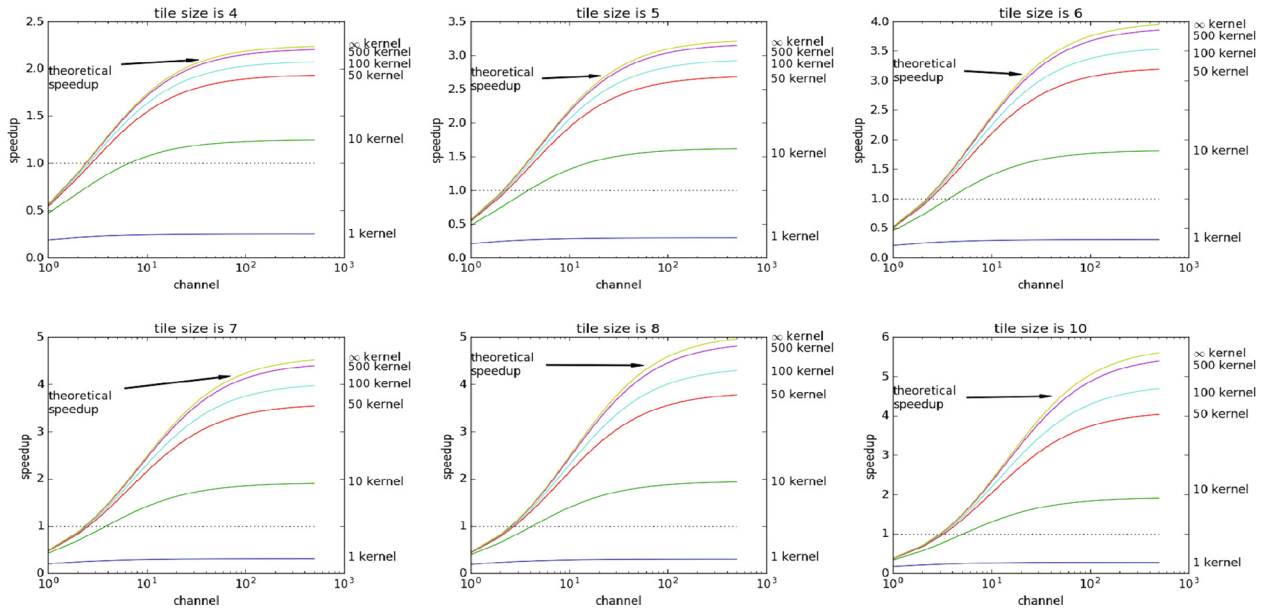 tile size is 4
2.5
2.0
1.5
1.0
0.5
0.0
speedup
theoretical
speedup
∞ kernel
500 kernel
100 kernel
50 kernel
10 kernel
1 kernel
10⁰
10¹
10²
10³
channel
tile size is 5
3.5
3.0
2.5
2.0
1.5
1.0
0.5
0.0
speedup
theoretical
speedup
∞ kernel
500 kernel
100 kernel
50 kernel
10 kernel
1 kernel
10⁰
10¹
10²
10³
channel
tile size is 6
4.0
3.5
3.0
2.5
2.0
1.5
1.0
0.5
0.0
speedup
theoretical
speedup
∞ kernel
500 kernel
100 kernel
50 kernel
10 kernel
1 kernel
10⁰
10¹
10²
10³
channel
tile size is 7
5
4
3
2
1
0
speedup
theoretical
speedup
∞ kernel
500 kernel
100 kernel
50 kernel
10 kernel
1 kernel
10⁰
10¹
10²
10³
channel
tile size is 8
5
4
3
2
1
0
speedup
theoretical
speedup
∞ kernel
500 kernel
100 kernel
50 kernel
10 kernel
1 kernel
10⁰
10¹
10²
10³
channel
tile size is 10
6
5
4
3
2
1
0
speedup
theoretical
speedup
∞ kernel
500 kernel
100 kernel
50 kernel
10 kernel
1 kernel
10⁰
10¹
10²
10³
channel